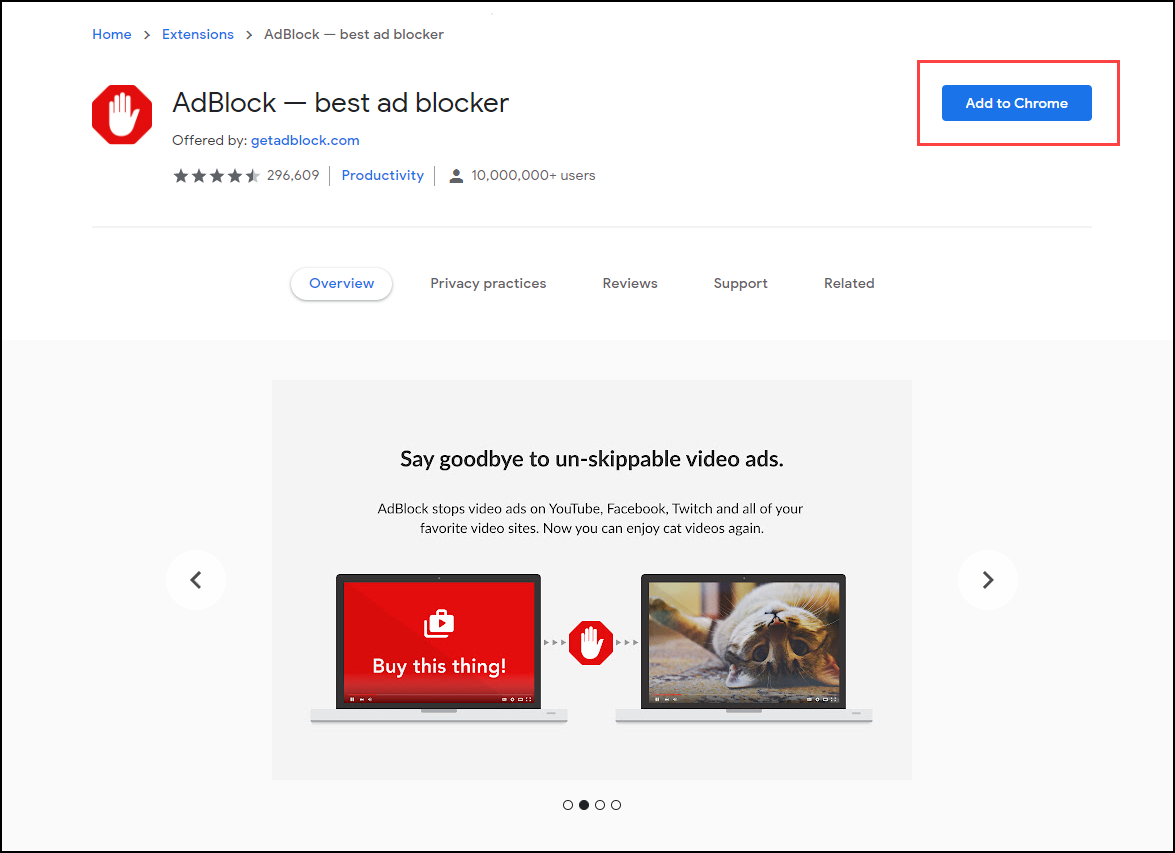 Home > Extensions > AdBlock — best ad blocker
AdBlock — best ad blocker
Add to Chrome
Offered by: getadblock.com
296,609 | Productivity | 10,000,000+ users
Overview Privacy practices Reviews Support Related
Say goodbye to un-skippable video ads.
AdBlock stops video ads on YouTube, Facebook, Twitch and all of your
favorite video sites. Now you can enjoy cat videos again.
Buy this thing!